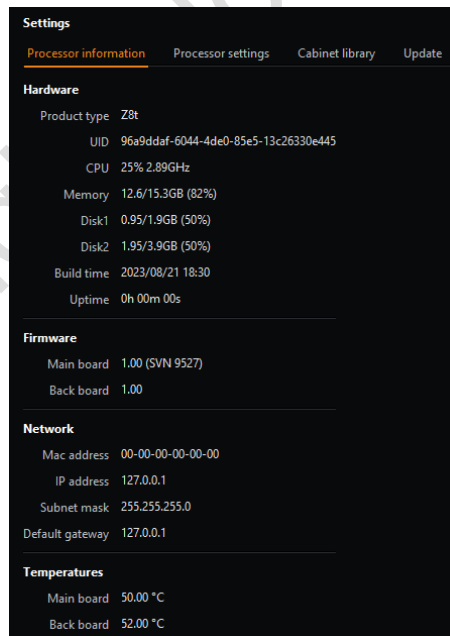 Settings
Processor information Processor settings Cabinet library Update
Hardware
Product type Z8t
UID 96a9ddaf-6044-4de0-85e5-13c26330e445
CPU 25% 2.89GHz
Memory 12.6/15.3GB (82%)
Disk1 0.95/1.9GB (50%)
Disk2 1.95/3.9GB (50%)
Build time 2023/08/21 18:30
Uptime 0h 00m 00s
Firmware
Main board 1.00 (SVN 9527)
Back board 1.00
Network
Mac address 00-00-00-00-00-00
IP address 127.0.0.1
Subnet mask 255.255.255.0
Default gateway 127.0.0.1
Temperatures
Main board 50.00 °C
Back board 52.00 °C